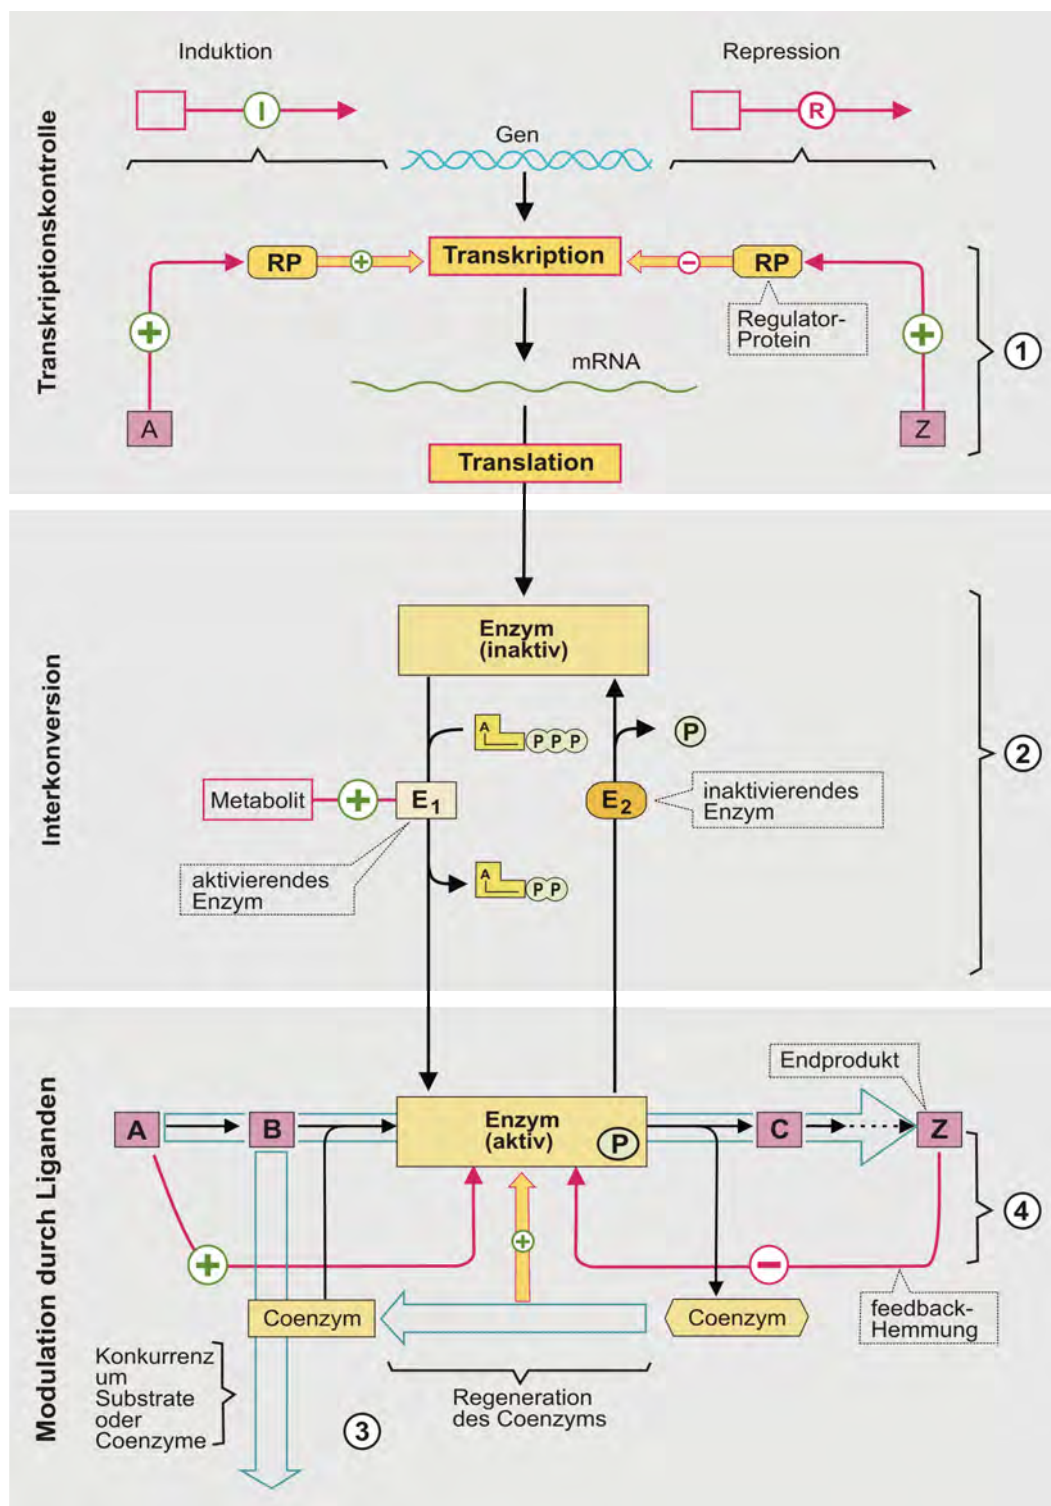 Transkriptionskontrolle
Induktion
Repression
I
R
Gen
RP
+
Transkription
−
RP
Regulator-
Protein
+
+
1
mRNA
A
Z
Translation
Interkonversion
Enzym
(inaktiv)
A
P P P
P
2
Metabolit
+
E1
E2
inaktivierendes
Enzym
aktivierendes
Enzym
A
P P
Modulation durch Liganden
Endprodukt
A
B
Enzym
(aktiv)
P
C
Z
4
+
+
−
Coenzym
Coenzym
feedback-
Hemmung
Konkurrenz
um
Substrate
oder
Coenzyme
Regeneration
des Coenzyms
3